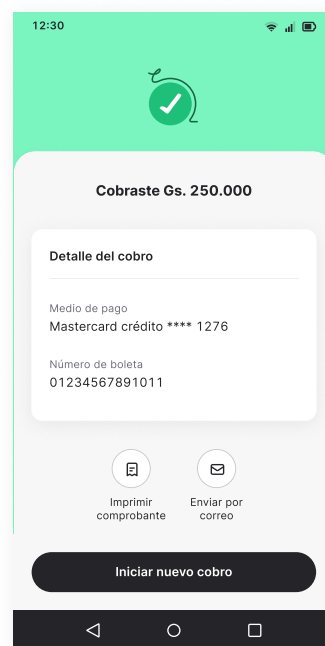 12:30
Cobraste Gs. 250.000
Detalle del cobro
Medio de pago
Mastercard crédito **** 1276
Número de boleta
01234567891011
Imprimir
comprobante
Enviar por
correo
Iniciar nuevo cobro